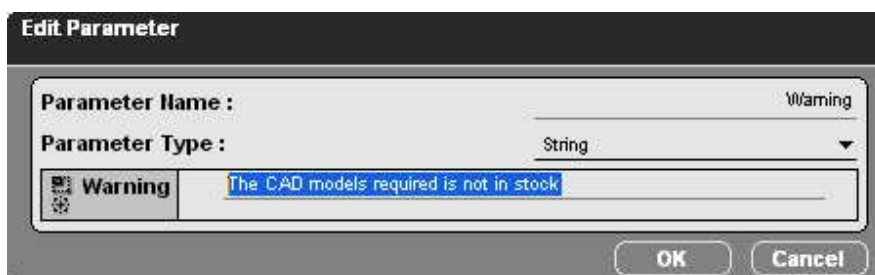 Edit Parameter
Parameter Name : Warning
Parameter Type : String
Warning The CAD models required is not in stock
OK Cancel